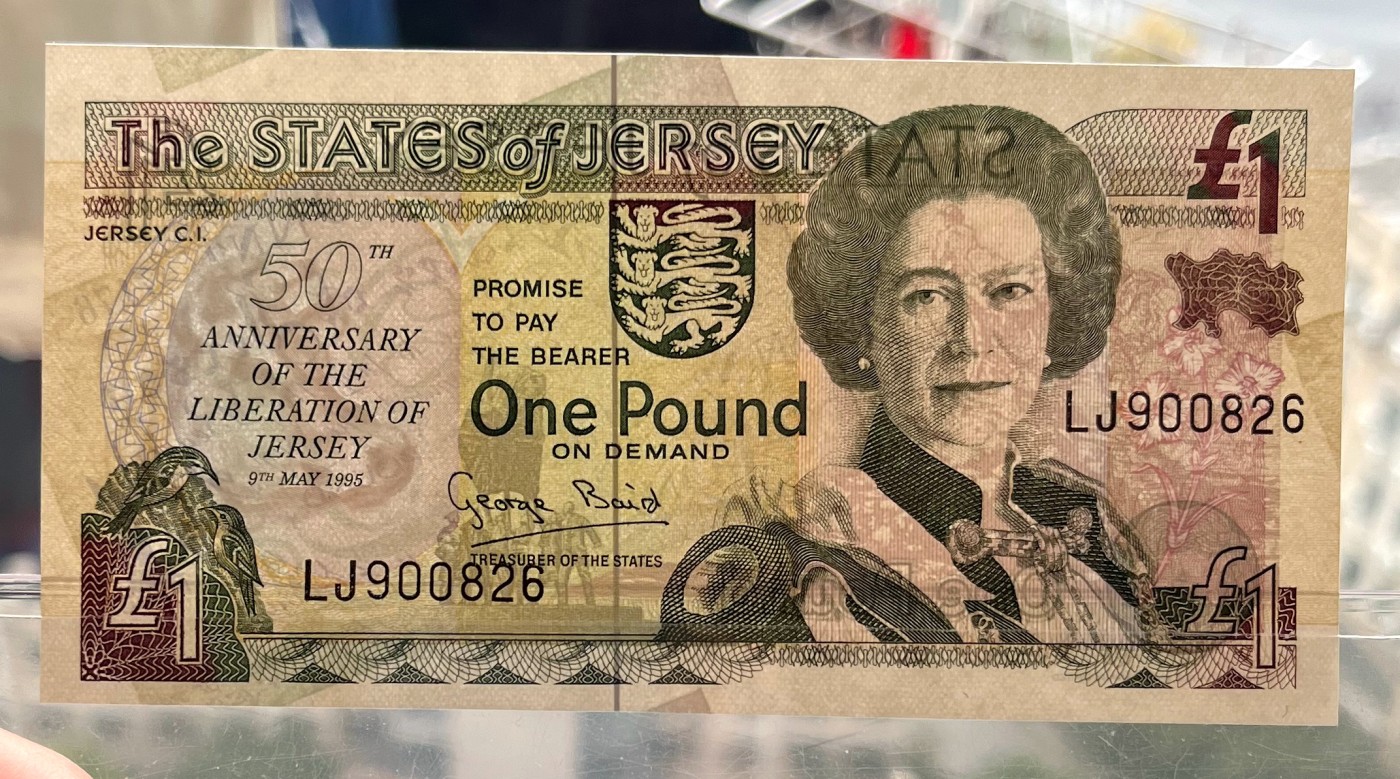 The STATES of JERSEY
£1
JERSEY C.I.
50TH
ANNIVERSARY
OF THE
LIBERATION OF
JERSEY
9TH MAY 1995
PROMISE
TO PAY
THE BEARER
One Pound
ON DEMAND
George Baird
TREASURER OF THE STATES
LJ900826
LJ900826
£1
£1